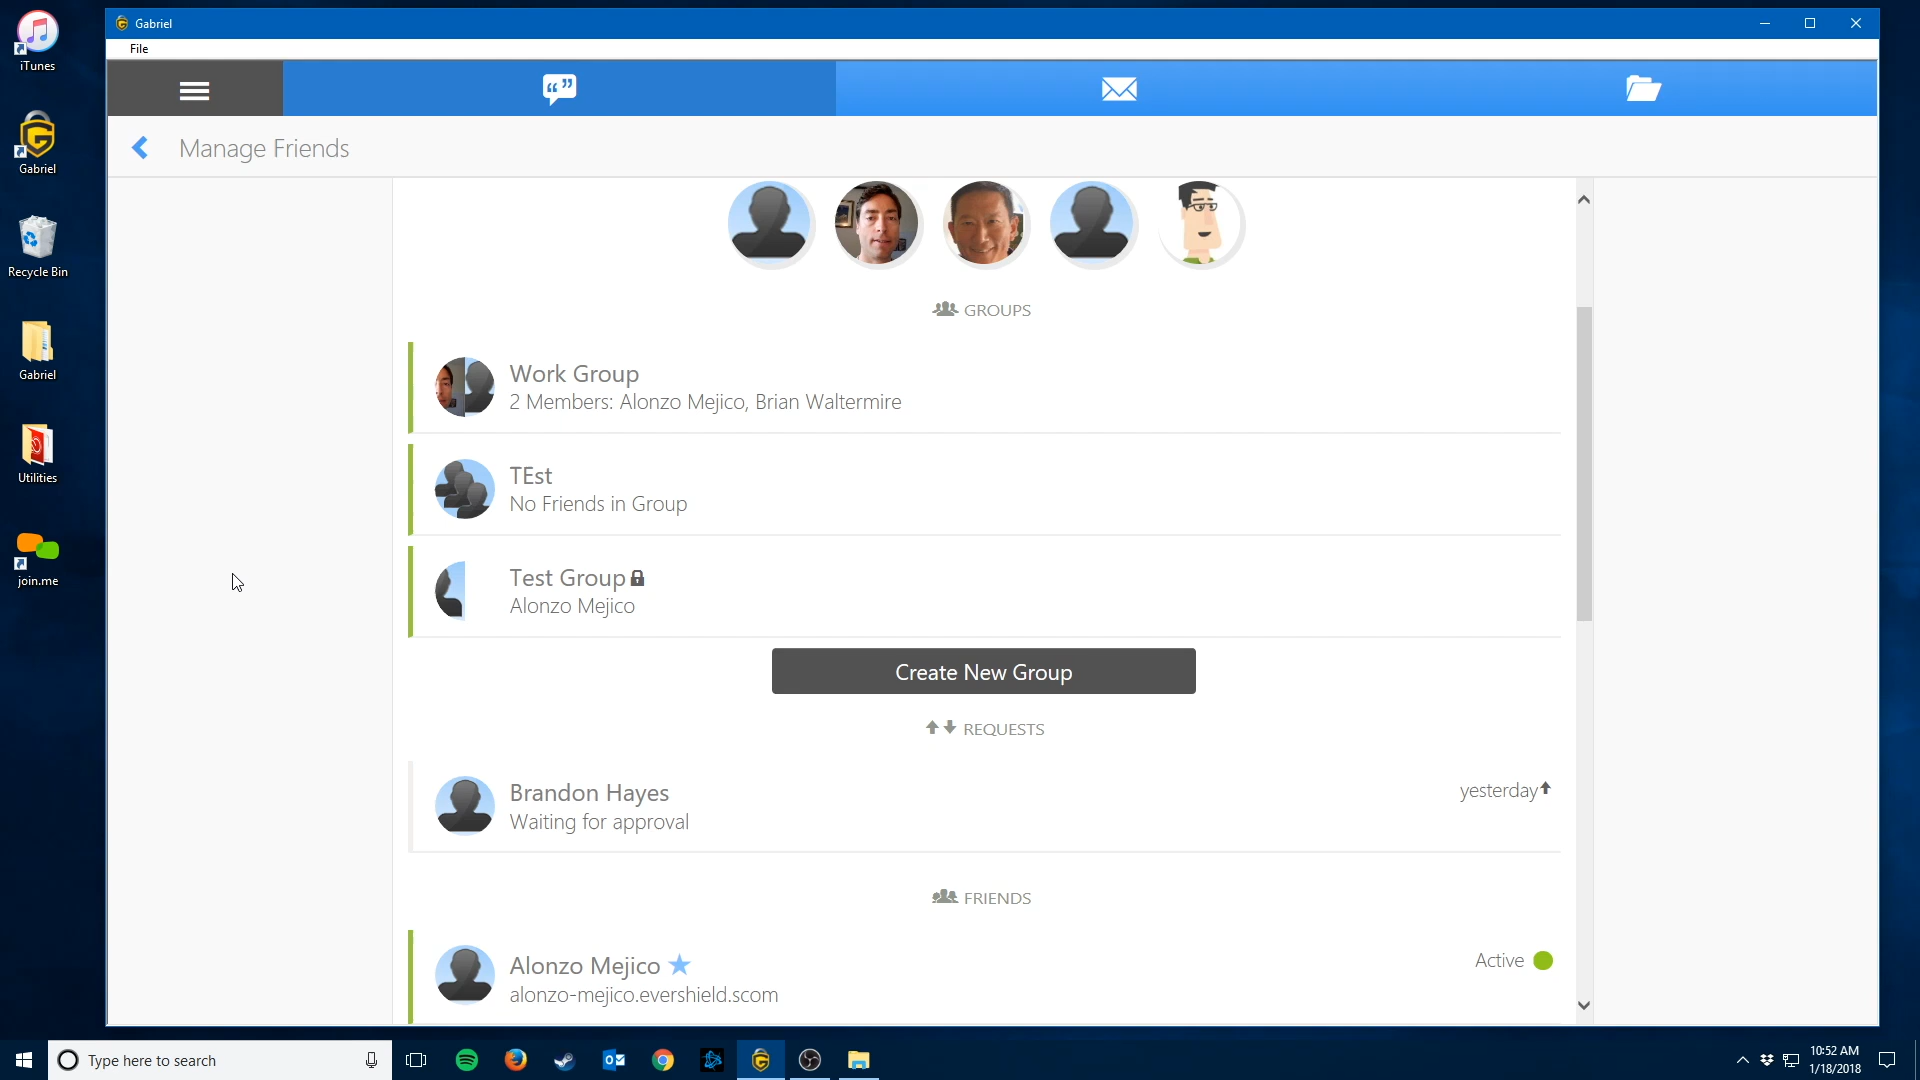 Gabriel
File
iTunes
Gabriel
Recycle Bin
Gabriel
Utilities
join.me
Manage Friends
GROUPS
Work Group
2 Members: Alonzo Mejico, Brian Waltermire
TEst
No Friends in Group
Test Group
Alonzo Mejico
Create New Group
REQUESTS
Brandon Hayes
yesterday
Waiting for approval
FRIENDS
Alonzo Mejico
Active
alonzo-mejico.evershield.scom
Type here to search
10:52 AM
1/18/2018